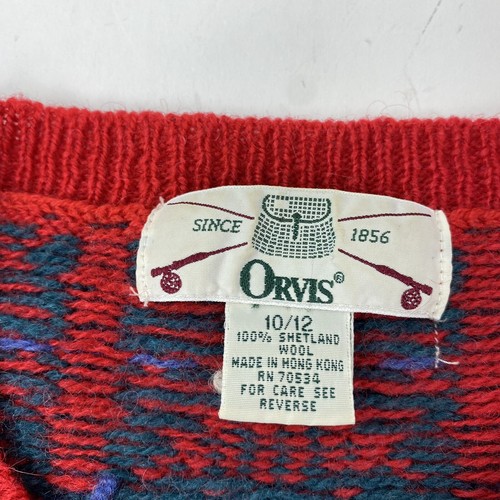 SINCE 1856
ORVIS®
10/12
100% SHETLAND
WOOL
MADE IN HONG KONG
RN 70534
FOR CARE SEE
REVERSE